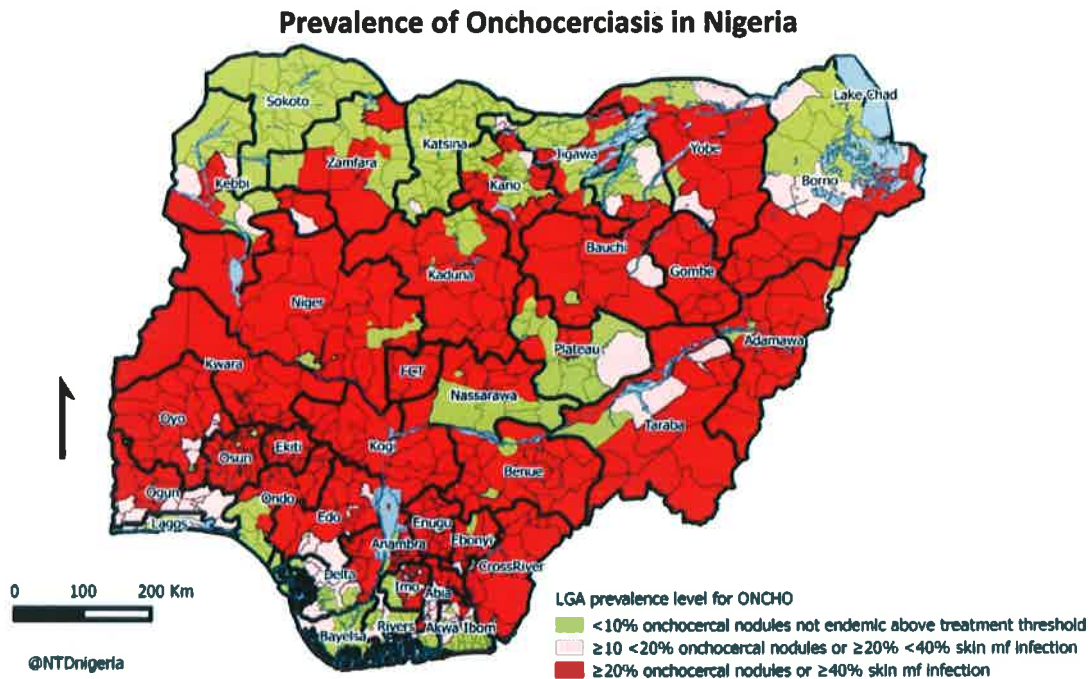 Prevalence of Onchocerciasis in Nigeria
Sokoto
Lake Chad
Katsina
Zamfara
Jigawa
Yobe
Kebbi
Kano
Borno
Bauchi
Gombe
Kaduna
Niger
Plateau
Adamawa
Kwara
FCT
Nassarawa
Taraba
Oyo
Kogi
Ekiti
Osun
Benue
Ogun
Ondo
Edo
Enugu
Lagos
Anambra
Ebonyi
CrossRiver
Delta
Imo
Abia
Rivers
Akwa Ibom
Bayelsa
0 100 200 Km
@NTDnigeria
LGA prevalence level for ONCHO
<10% onchocercal nodules not endemic above treatment threshold
≥10 <20% onchocercal nodules or ≥20% <40% skin mf infection
≥20% onchocercal nodules or ≥40% skin mf infection